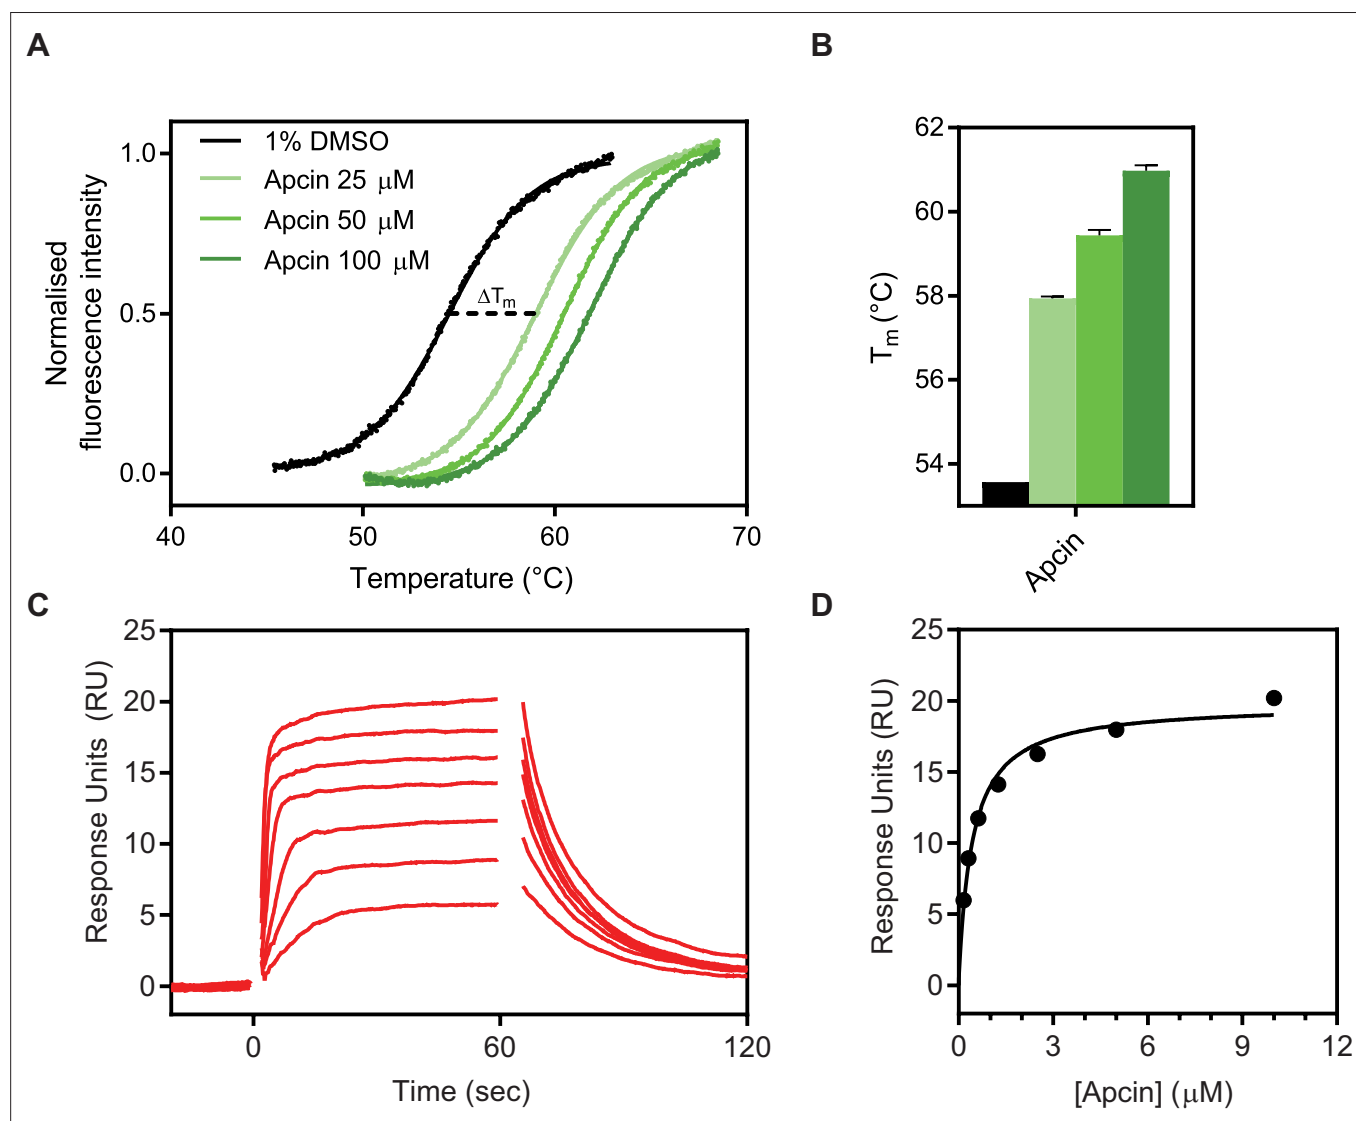 A
1% DMSO
Apcin 25 μM
Apcin 50 μM
Apcin 100 μM
ΔTm
Normalised
fluorescence intensity
1.0
0.5
0.0
40 50 60 70
Temperature (°C)
B
Tm (°C)
62
60
58
56
54
Apcin
C
Response Units (RU)
25
20
15
10
5
0
0 60 120
Time (sec)
D
Response Units (RU)
25
20
15
10
5
0
0 3 6 9 12
[Apcin] (μM)